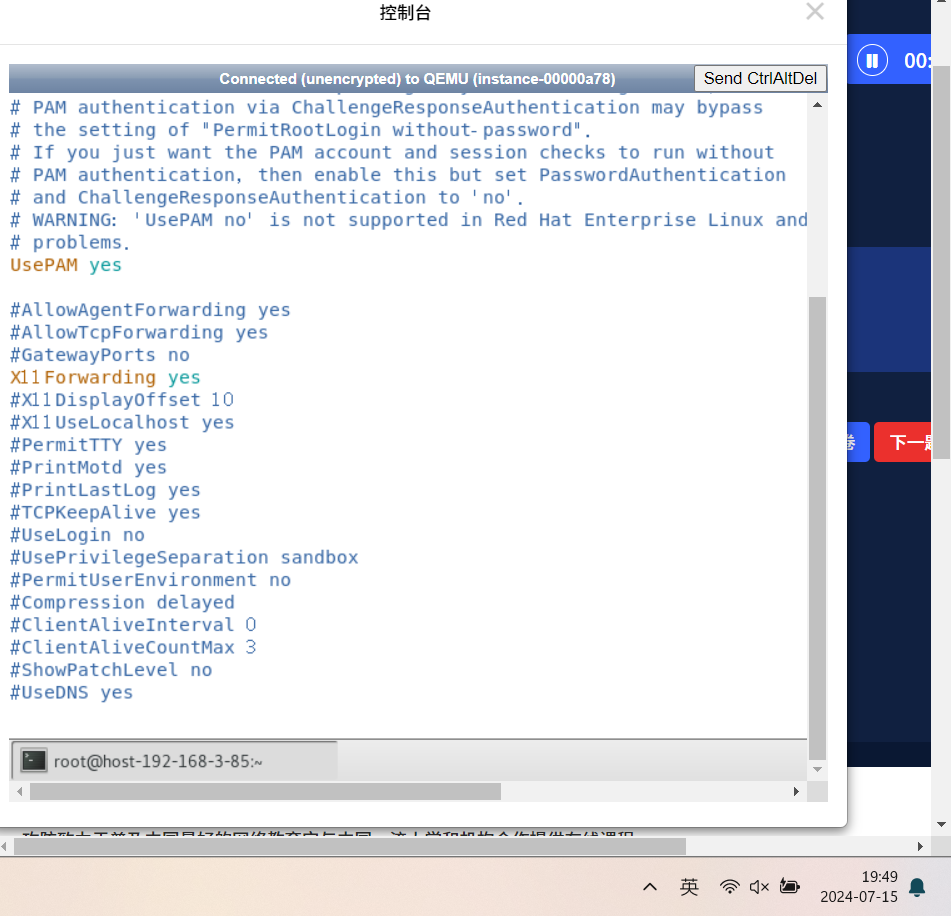 控制台
Connected (unencrypted) to QEMU (instance-00000a78)
Send CtrlAltDel
00:
# PAM authentication via ChallengeResponseAuthentication may bypass
# the setting of "PermitRootLogin without-password".
# If you just want the PAM account and session checks to run without
# PAM authentication, then enable this but set PasswordAuthentication
# and ChallengeResponseAuthentication to 'no'.
# WARNING: 'UsePAM no' is not supported in Red Hat Enterprise Linux and
# problems.
UsePAM yes
#AllowAgentForwarding yes
#AllowTcpForwarding yes
#GatewayPorts no
X11Forwarding yes
#X11DisplayOffset 10
#X11UseLocalhost yes
#PermitTTY yes
#PrintMotd yes
#PrintLastLog yes
#TCPKeepAlive yes
#UseLogin no
#UsePrivilegeSeparation sandbox
#PermitUserEnvironment no
#Compression delayed
#ClientAliveInterval 0
#ClientAliveCountMax 3
#ShowPatchLevel no
#UseDNS yes
下一题
root@host-192-168-3-85:~
英
19:49
2024-07-15